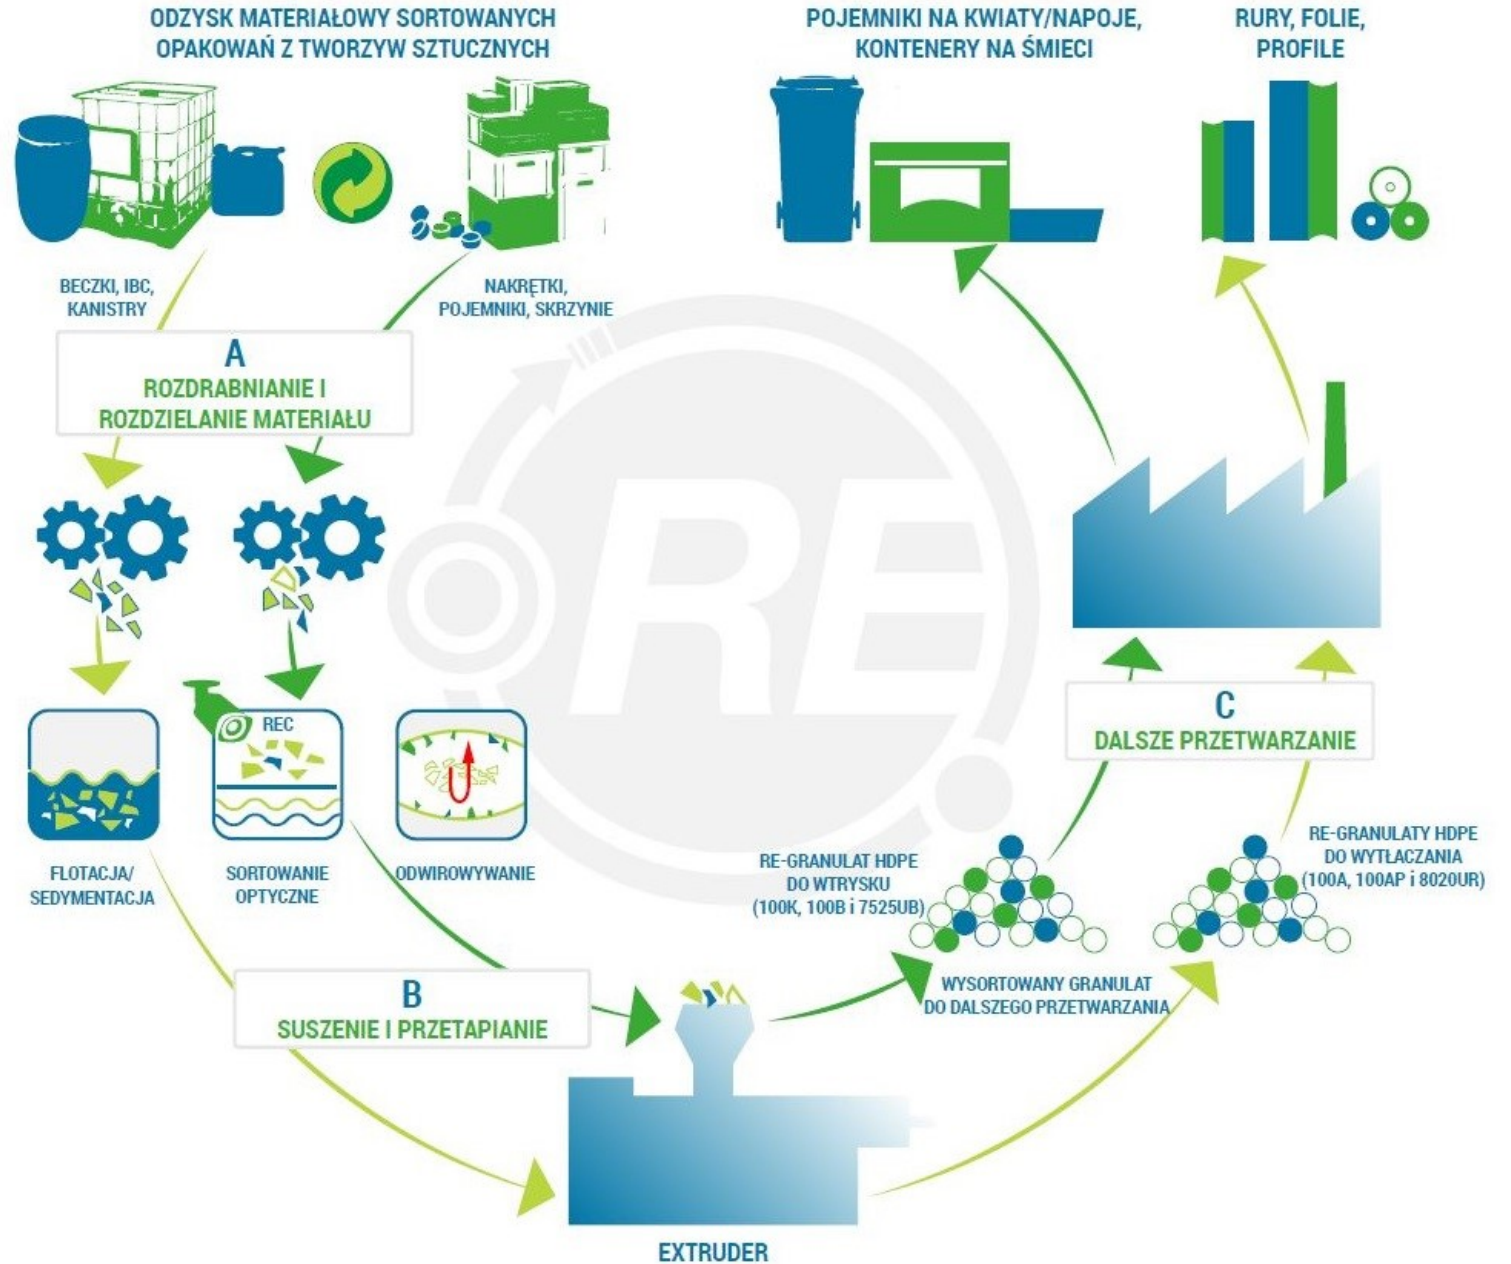 ODZYSK MATERIAŁOWY SORTOWANYCH
OPAKOWAŃ Z TWORZYW SZTUCZNYCH
POJEMNIKI NA KWIATY/NAPOJE,
KONTENERY NA ŚMIECI
RURY, FOLIE,
PROFILE
BECZKI, IBC,
KANISTRY
NAKRĘTKI,
POJEMNIKI, SKRZYNIE
A
ROZDRABNIANIE I
ROZDZIELANIE MATERIAŁU
RE
REC
FLOTACJA/
SEDYMENTACJA
SORTOWANIE
OPTYCZNE
ODWIROWYWANIE
C
DALSZE PRZETWARZANIE
RE-GRANULAT HDPE
DO WTRYSKU
(100K, 100B i 7525UB)
RE-GRANULATY HDPE
DO WYTŁACZANIA
(100A, 100AP i 8020UR)
B
SUSZENIE I PRZETAPIANIE
WYSORTOWANY GRANULAT
DO DALSZEGO PRZETWARZANIA
EXTRUDER